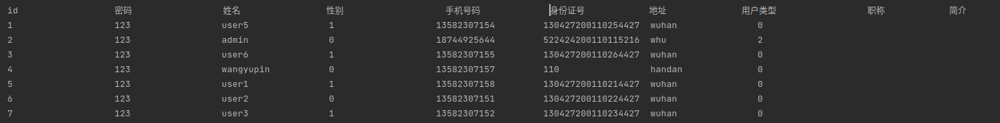 id 密码 姓名 性别 手机号码 身份证号 地址 用户类型 职称 简介
1 123 user5 1 13582307154 130427200110254427 wuhan 0
2 123 admin 0 18744925644 522424200110115216 whu 2
3 123 user6 1 13582307155 130427200110264427 wuhan 0
4 123 wangyupin 0 13582307157 110 handan 0
5 123 user1 1 13582307158 130427200110214427 wuhan 0
6 123 user2 0 13582307151 130427200110224427 wuhan 0
7 123 user3 1 13582307152 130427200110234427 wuhan 0